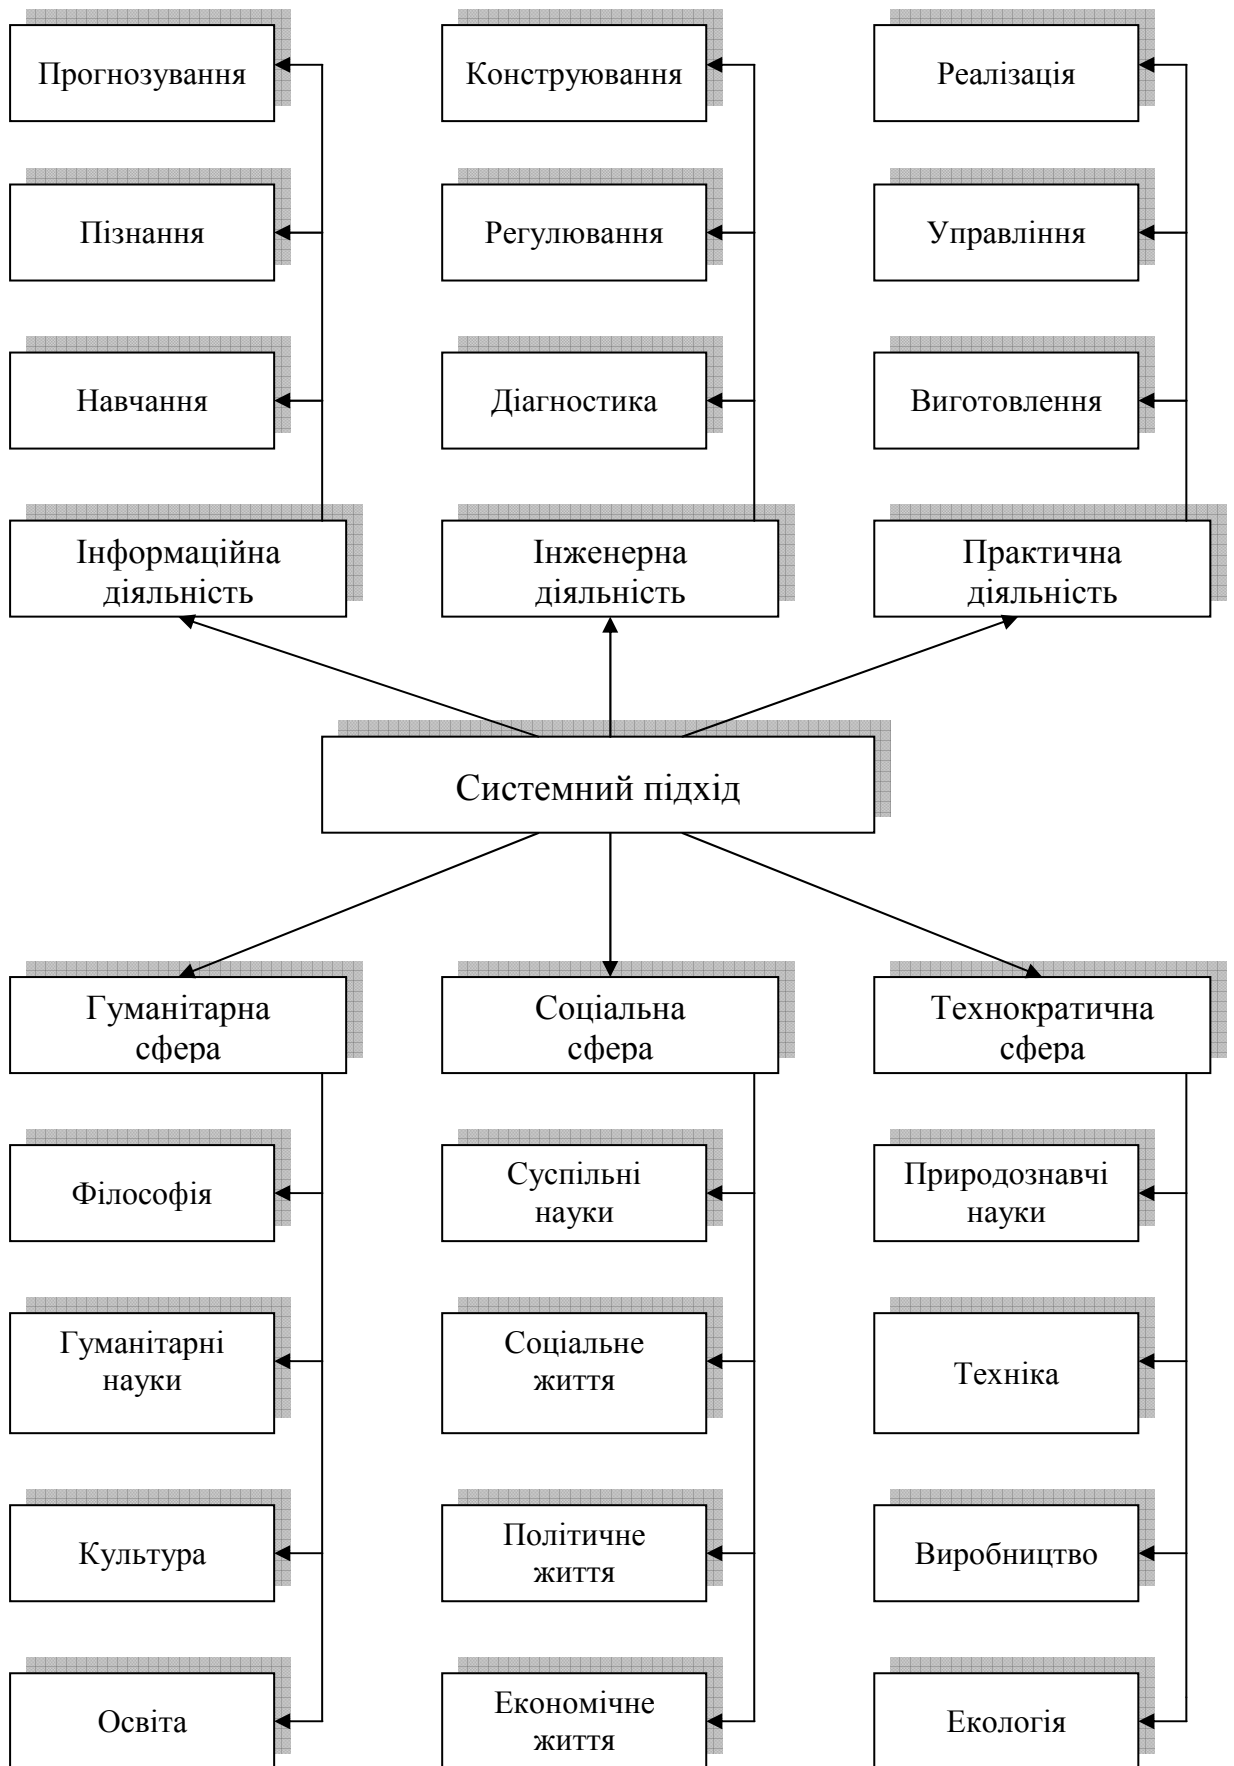 Прогнозування
Конструювання
Реалізація
Пізнання
Регулювання
Управління
Навчання
Діагностика
Виготовлення
Інформаційна
діяльність
Інженерна
діяльність
Практична
діяльність
Системний підхід
Гуманітарна
сфера
Соціальна
сфера
Технократична
сфера
Філософія
Суспільні
науки
Природознавчі
науки
Гуманітарні
науки
Соціальне
життя
Техніка
Культура
Політичне
життя
Виробництво
Освіта
Економічне
життя
Екологія